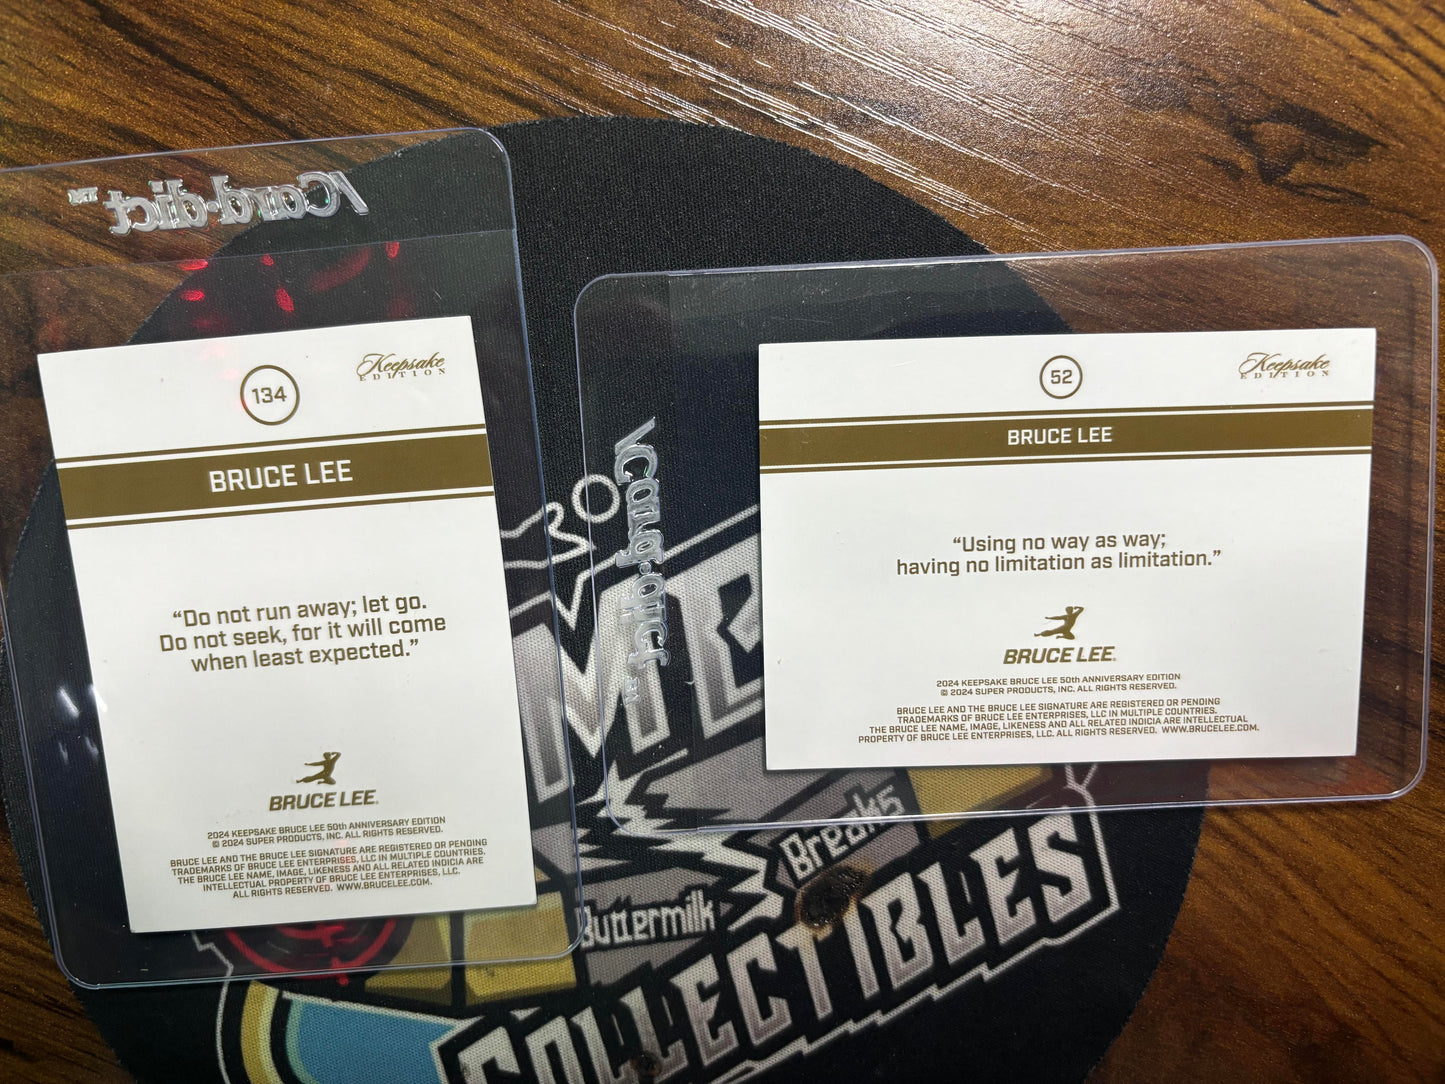 /Card·dict™
134
Keepsake
EDITION
BRUCE LEE
“Do not run away; let go.
Do not seek, for it will come
when least expected.”
BRUCE LEE.
2024 KEEPSAKE BRUCE LEE 50th ANNIVERSARY EDITION
© 2024 SUPER PRODUCTS, INC. ALL RIGHTS RESERVED.
BRUCE LEE AND THE BRUCE LEE SIGNATURE ARE REGISTERED OR PENDING
TRADEMARKS OF BRUCE LEE ENTERPRISES, LLC IN MULTIPLE COUNTRIES.
THE BRUCE LEE NAME, IMAGE, LIKENESS AND ALL RELATED INDICIA ARE
INTELLECTUAL PROPERTY OF BRUCE LEE ENTERPRISES, LLC.
ALL RIGHTS RESERVED. WWW.BRUCELEE.COM.
/Card·dict™
52
Keepsake
EDITION
BRUCE LEE
“Using no way as way;
having no limitation as limitation.”
BRUCE LEE.
2024 KEEPSAKE BRUCE LEE 50th ANNIVERSARY EDITION
© 2024 SUPER PRODUCTS, INC. ALL RIGHTS RESERVED.
BRUCE LEE AND THE BRUCE LEE SIGNATURE ARE REGISTERED OR PENDING
TRADEMARKS OF BRUCE LEE ENTERPRISES, LLC IN MULTIPLE COUNTRIES.
THE BRUCE LEE NAME, IMAGE, LIKENESS AND ALL RELATED INDICIA ARE INTELLECTUAL
PROPERTY OF BRUCE LEE ENTERPRISES, LLC. ALL RIGHTS RESERVED. WWW.BRUCELEE.COM.
Buttermilk
Breaks
COLLECTIBLES